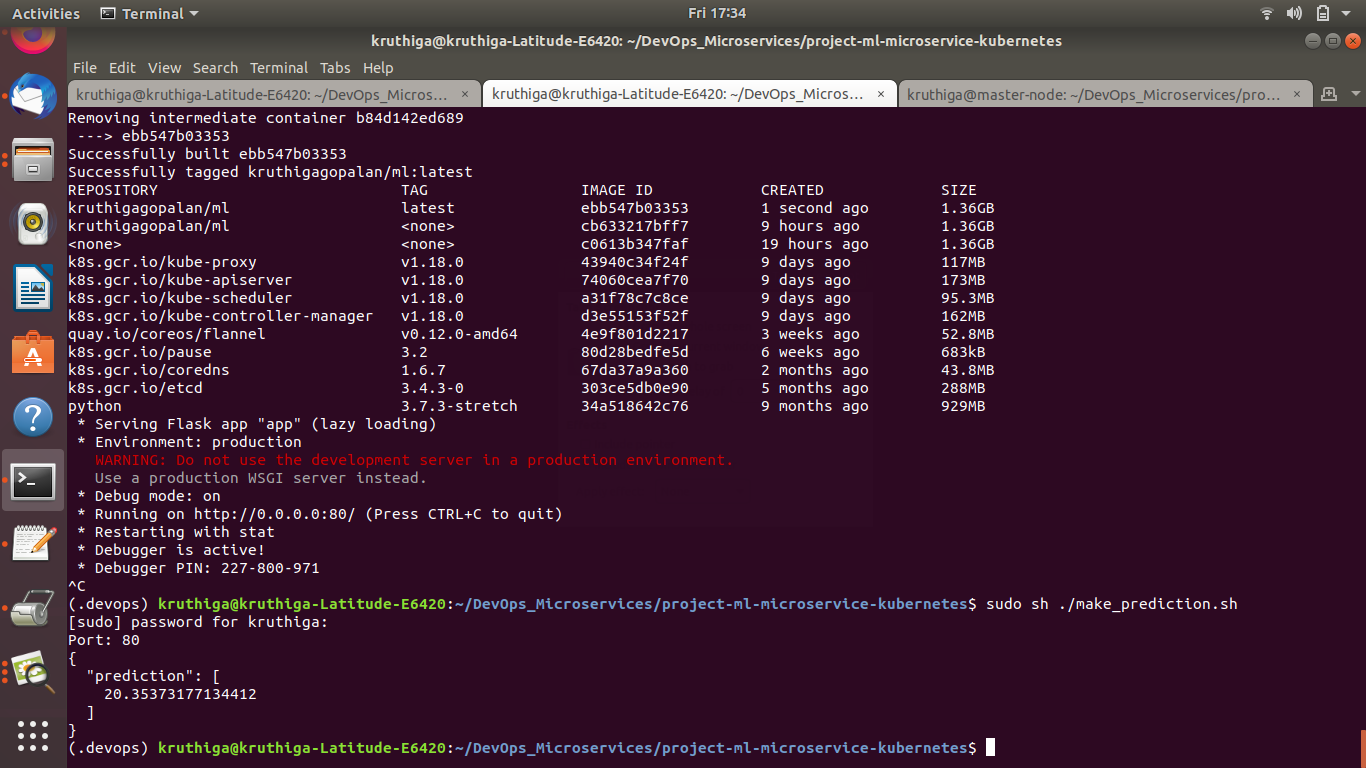 Activities Terminal Fri 17:34
kruthiga@kruthiga-Latitude-E6420: ~/DevOps_Microservices/project-ml-microservice-kubernetes
File Edit View Search Terminal Tabs Help
kruthiga@kruthiga-Latitude-E6420: ~/DevOps_Micros… × kruthiga@kruthiga-Latitude-E6420: ~/DevOps_Micros… × kruthiga@master-node: ~/DevOps_Microservices/pro… ×
Removing intermediate container b84d142ed689
 ---> ebb547b03353
Successfully built ebb547b03353
Successfully tagged kruthigagopalan/ml:latest
REPOSITORY TAG IMAGE ID CREATED SIZE
kruthigagopalan/ml latest ebb547b03353 1 second ago 1.36GB
kruthigagopalan/ml <none> cb633217bff7 9 hours ago 1.36GB
<none> <none> c0613b347faf 19 hours ago 1.36GB
k8s.gcr.io/kube-proxy v1.18.0 43940c34f24f 9 days ago 117MB
k8s.gcr.io/kube-apiserver v1.18.0 74060cea7f70 9 days ago 173MB
k8s.gcr.io/kube-scheduler v1.18.0 a31f78c7c8ce 9 days ago 95.3MB
k8s.gcr.io/kube-controller-manager v1.18.0 d3e55153f52f 9 days ago 162MB
quay.io/coreos/flannel v0.12.0-amd64 4e9f801d2217 3 weeks ago 52.8MB
k8s.gcr.io/pause 3.2 80d28bedfe5d 6 weeks ago 683kB
k8s.gcr.io/coredns 1.6.7 67da37a9a360 2 months ago 43.8MB
k8s.gcr.io/etcd 3.4.3-0 303ce5db0e90 5 months ago 288MB
python 3.7.3-stretch 34a518642c76 9 months ago 929MB
 * Serving Flask app "app" (lazy loading)
 * Environment: production
   WARNING: Do not use the development server in a production environment.
   Use a production WSGI server instead.
 * Debug mode: on
 * Running on http://0.0.0.0:80/ (Press CTRL+C to quit)
 * Restarting with stat
 * Debugger is active!
 * Debugger PIN: 227-800-971
^C
(.devops) kruthiga@kruthiga-Latitude-E6420:~/DevOps_Microservices/project-ml-microservice-kubernetes$ sudo sh ./make_prediction.sh
[sudo] password for kruthiga:
Port: 80
{
  "prediction": [
    20.35373177134412
  ]
}
(.devops) kruthiga@kruthiga-Latitude-E6420:~/DevOps_Microservices/project-ml-microservice-kubernetes$